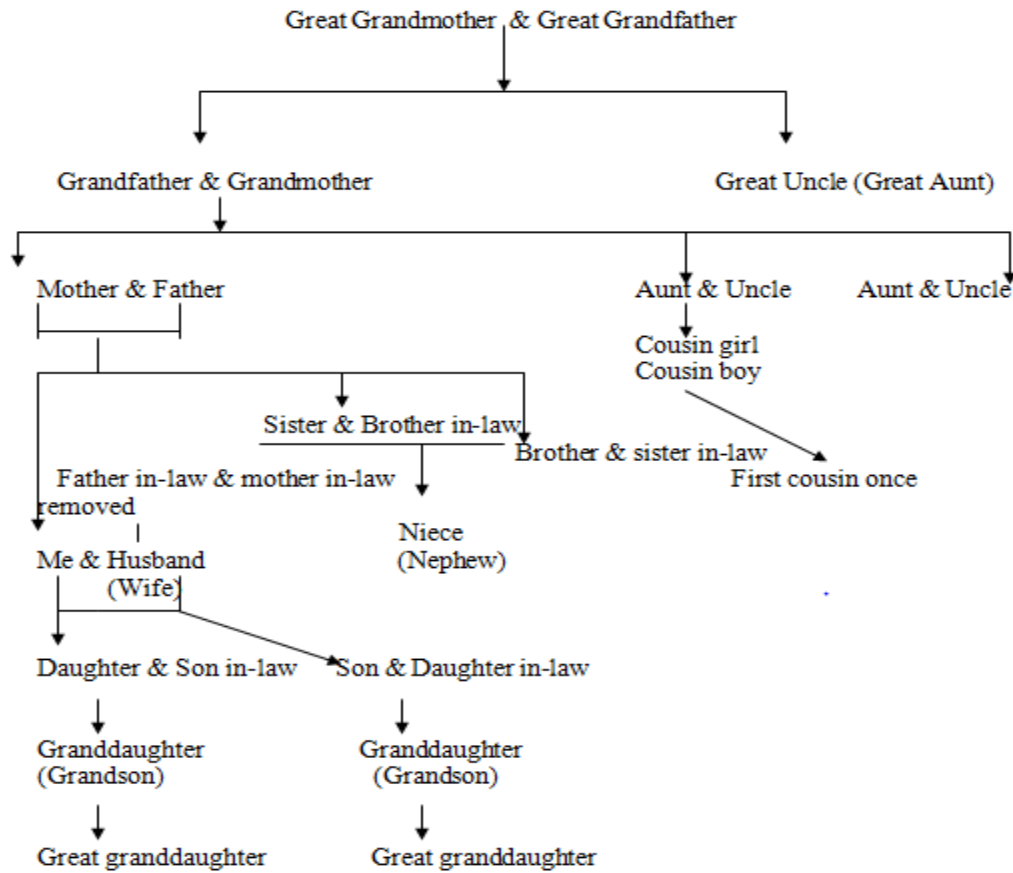 Great Grandmother & Great Grandfather
Grandfather & Grandmother
Great Uncle (Great Aunt)
Mother & Father
Aunt & Uncle
Aunt & Uncle
Cousin girl
Cousin boy
Sister & Brother in-law
Brother & sister in-law
Father in-law & mother in-law
First cousin once
removed
Niece
(Nephew)
Me & Husband
(Wife)
Daughter & Son in-law
Son & Daughter in-law
Granddaughter
(Grandson)
Granddaughter
(Grandson)
Great granddaughter
Great granddaughter